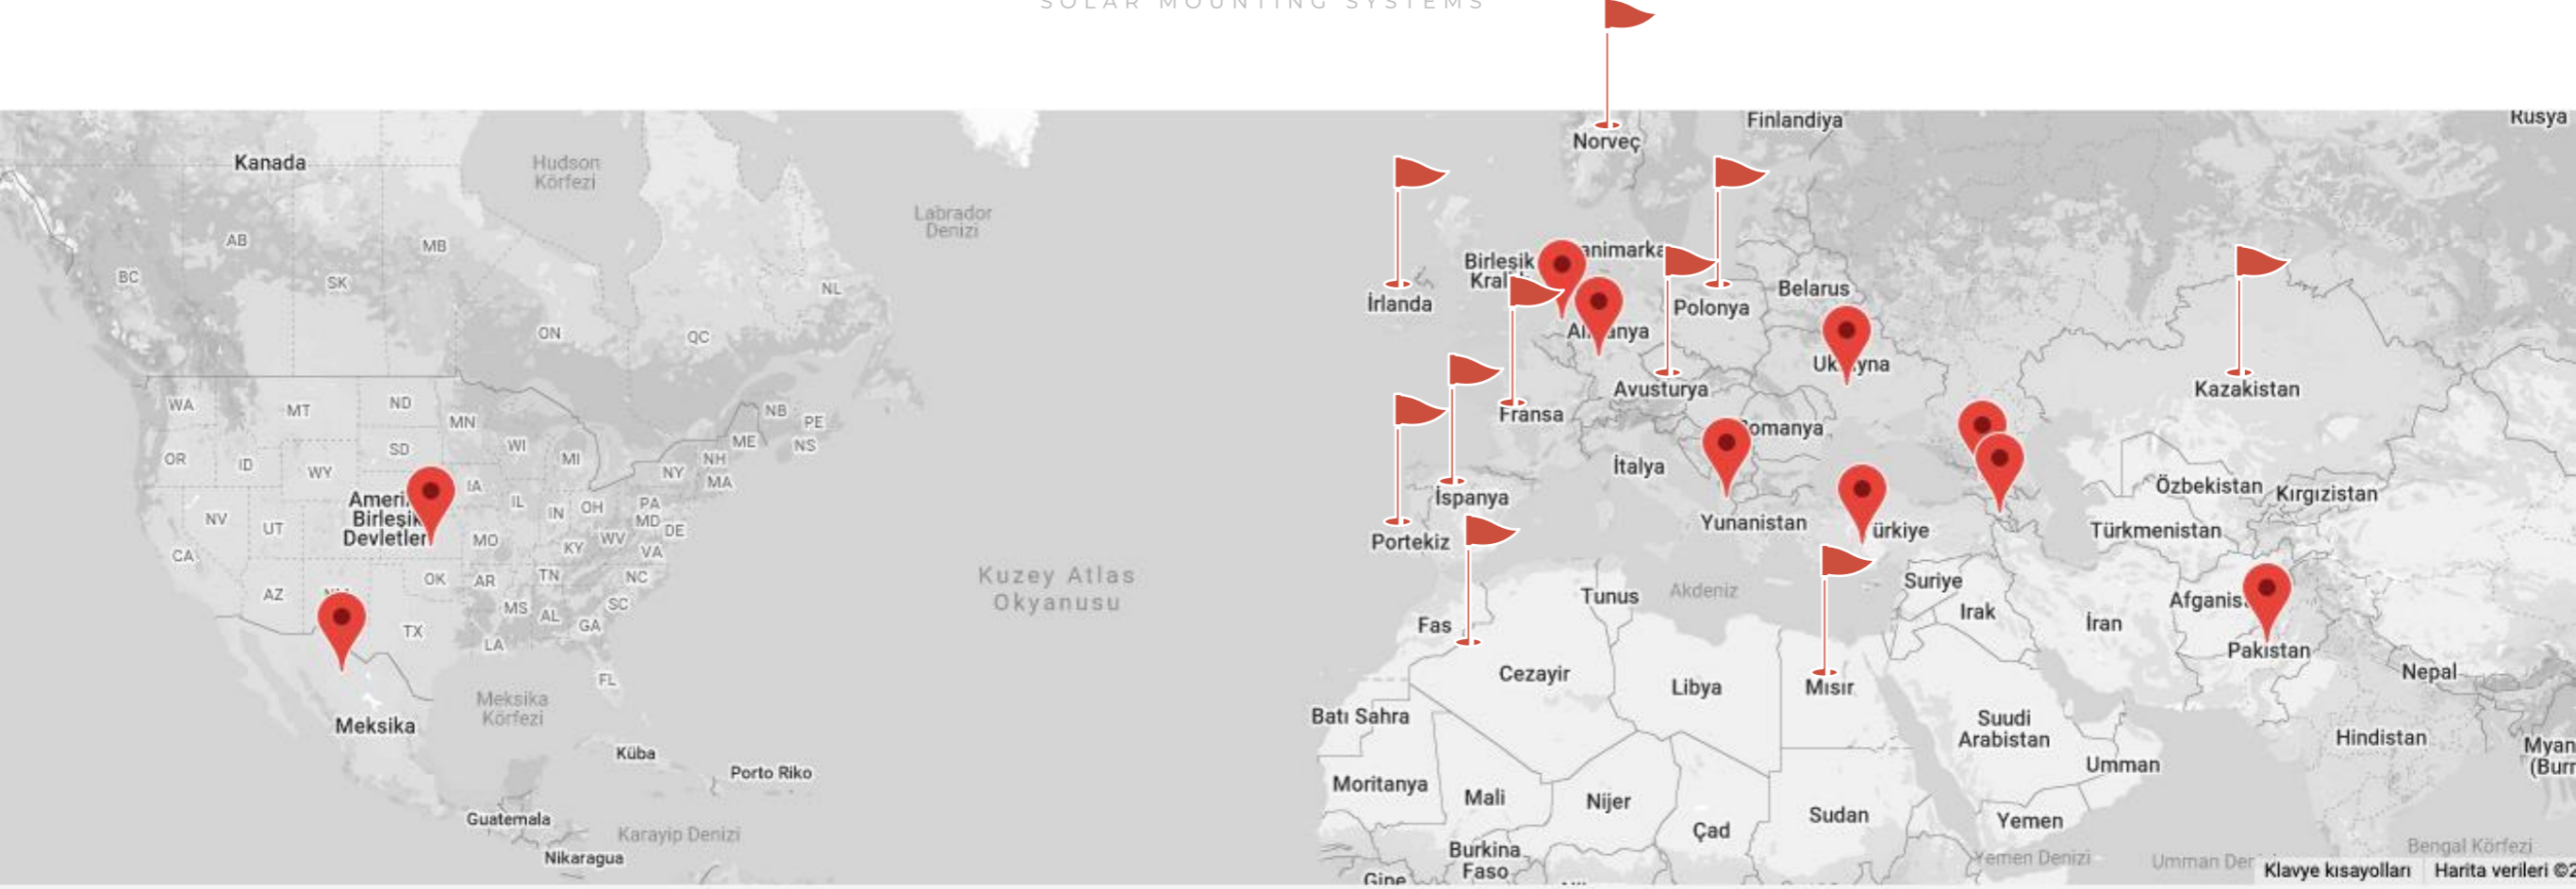 SOLAR MOUNTING SYSTEMS
Kanada
Hudson
Körfezi
Labrador
Denizi
AB
MB
BC
SK
NL
ON
QC
WA
MT
ND
MN
NB
PE
OR
ID
WY
SD
WI
MI
ME
NS
NH
NY
MA
IA
NV
UT
Birleşik
IL
IN
OH
PA
MD
DE
CA
MO
KY
WV
VA
AZ
OK
AR
TN
NC
MS
AL
SC
GA
TX
LA
FL
Meksika
Meksika
Körfezi
Küba
Porto Riko
Guatemala
Karayip Denizi
Nikaragua
Kuzey Atlas
Okyanusu
Norveç
Finlandiya
Rusya
İrlanda
Birleşik
Polonya
Belarus
Avusturya
Fransa
Kazakistan
İtalya
İspanya
Portekiz
Yunanistan
Özbekistan
Kırgızistan
Türkmenistan
Akdeniz
Suriye
Irak
İran
Pakistan
Nepal
Tunus
Fas
Cezayir
Libya
Mısır
Batı Sahra
Suudi
Arabistan
Umman
Hindistan
Moritanya
Mali
Nijer
Çad
Sudan
Yemen
Burkina
Faso
Yemen Denizi
Bengal Körfezi
Klavye kısayolları
Harita verileri ©2